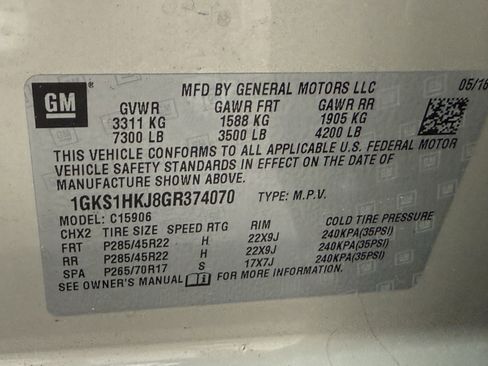 GM
MFD BY GENERAL MOTORS LLC 05/16
GVWR GAWR FRT GAWR RR
3311 KG 1588 KG 1905 KG
7300 LB 3500 LB 4200 LB
THIS VEHICLE CONFORMS TO ALL APPLICABLE U.S. FEDERAL MOTOR
VEHICLE SAFETY STANDARDS IN EFFECT ON THE DATE OF
MANUFACTURE SHOWN ABOVE.
1GKS1HKJ8GR374070 TYPE: M.P.V.
MODEL: C15906
CHX2 TIRE SIZE SPEED RTG RIM COLD TIRE PRESSURE
FRT P285/45R22 H 22X9J 240KPA(35PSI)
RR P285/45R22 H 22X9J 240KPA(35PSI)
SPA P265/70R17 S 17X7J 240KPA(35PSI)
SEE OWNER'S MANUAL